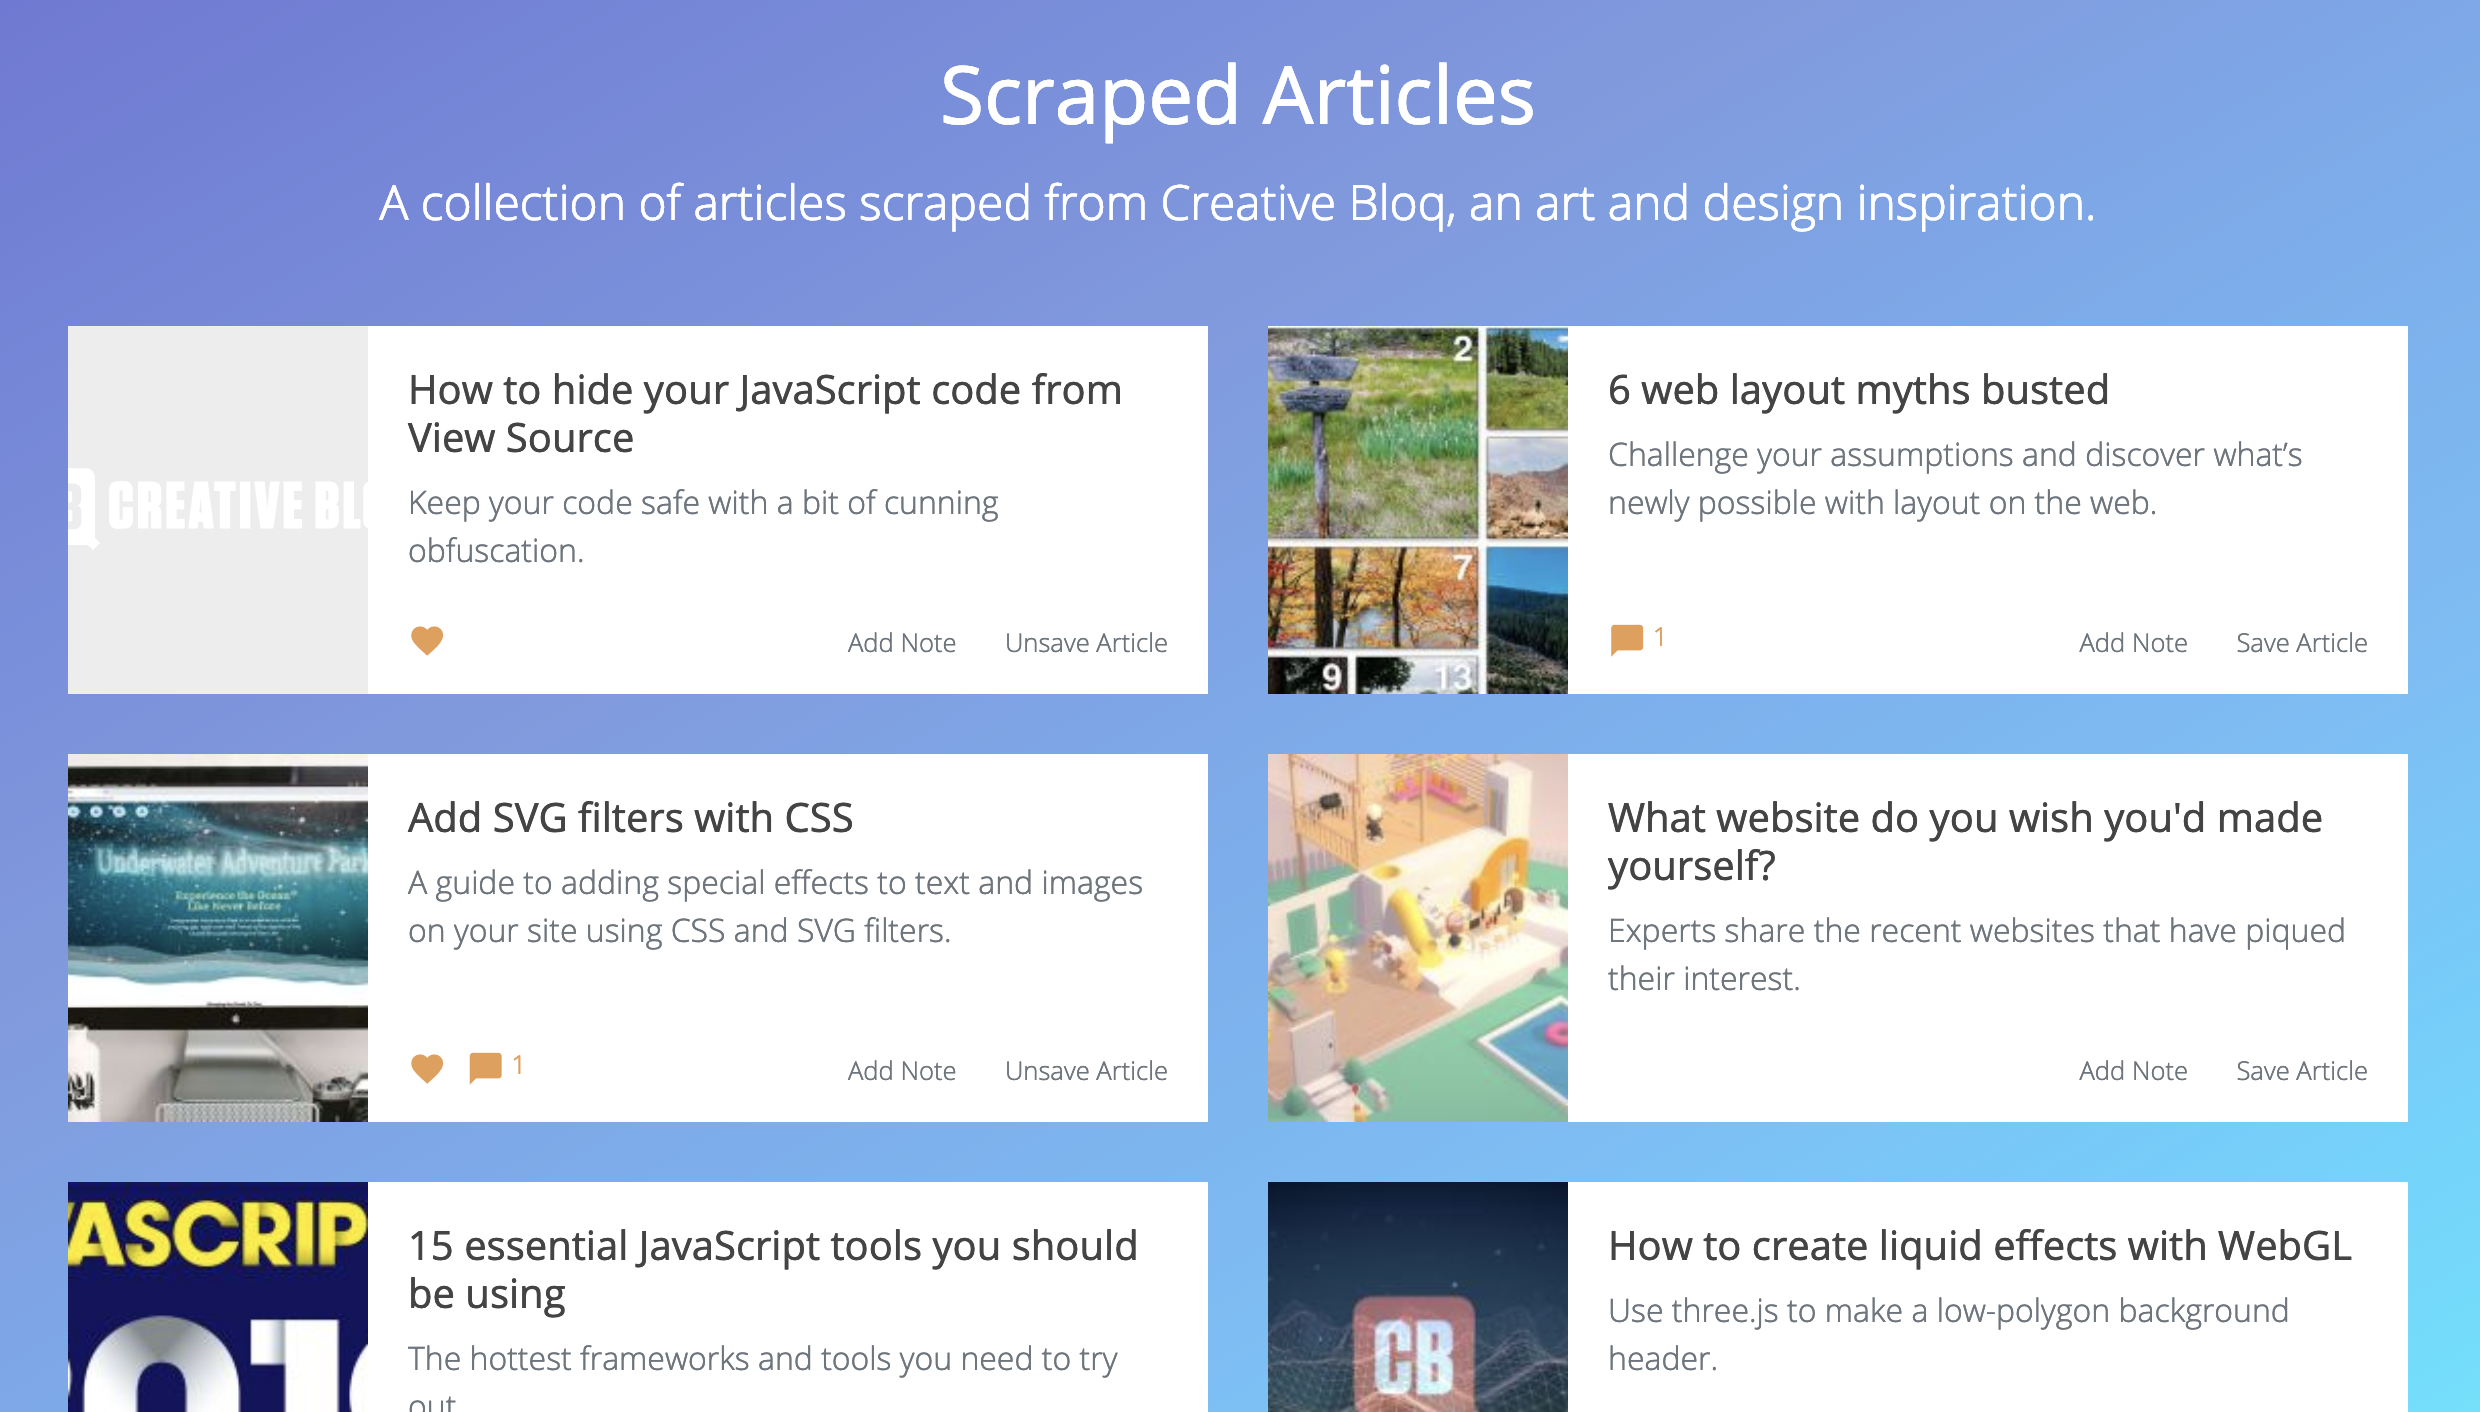 Scraped Articles
A collection of articles scraped from Creative Bloq, an art and design inspiration.
CREATIVE BL
How to hide your JavaScript code from
View Source
Keep your code safe with a bit of cunning
obfuscation.
Add Note Unsave Article
2
7
9 13
6 web layout myths busted
Challenge your assumptions and discover what’s
newly possible with layout on the web.
1 Add Note Save Article
Underwater Adventure Park
Experience the Ocean
Like Never Before
Add SVG filters with CSS
A guide to adding special effects to text and images
on your site using CSS and SVG filters.
1 Add Note Unsave Article
What website do you wish you'd made
yourself?
Experts share the recent websites that have piqued
their interest.
Add Note Save Article
VASCRIP
15 essential JavaScript tools you should
be using
The hottest frameworks and tools you need to try
out.
CB
How to create liquid effects with WebGL
Use three.js to make a low-polygon background
header.